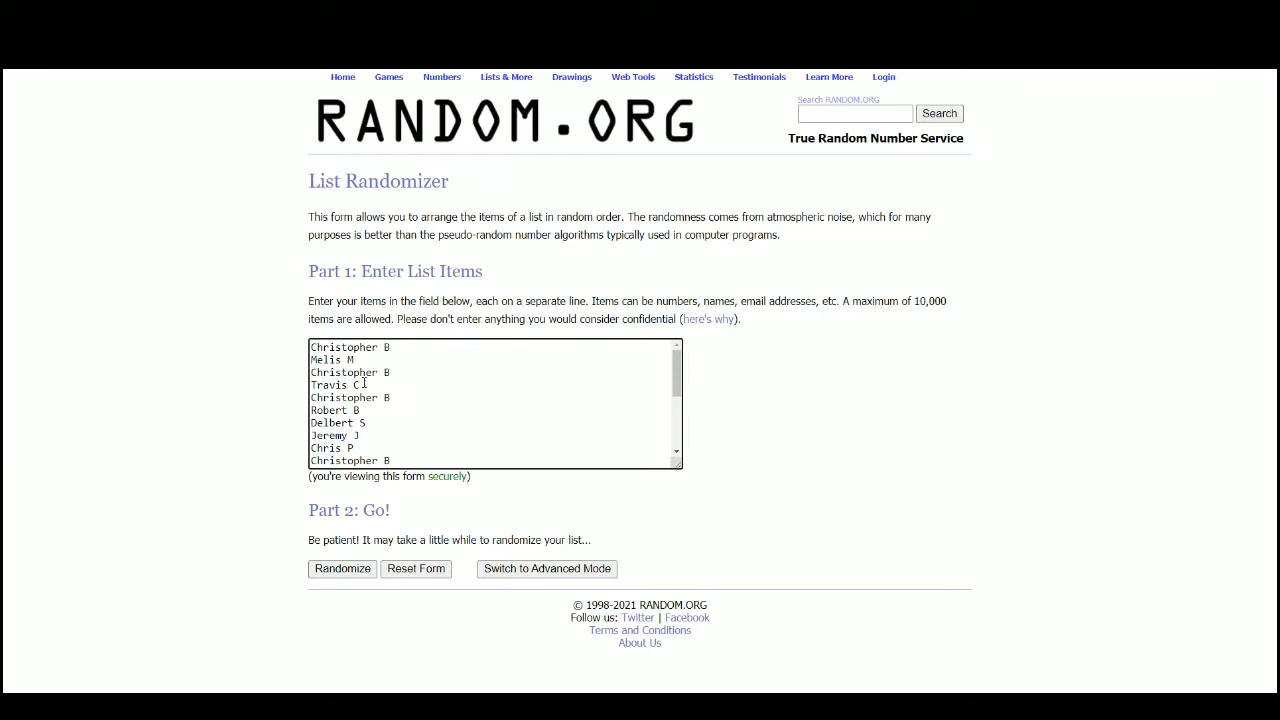 Home Games Numbers Lists & More Drawings Web Tools Statistics Testimonials Learn More Login
RANDOM.ORG
Search RANDOM.ORG
Search
True Random Number Service
List Randomizer
This form allows you to arrange the items of a list in random order. The randomness comes from atmospheric noise, which for many
purposes is better than the pseudo-random number algorithms typically used in computer programs.
Part 1: Enter List Items
Enter your items in the field below, each on a separate line. Items can be numbers, names, email addresses, etc. A maximum of 10,000
items are allowed. Please don't enter anything you would consider confidential (here's why).
Christopher B
Melis M
Christopher B
Travis C
Christopher B
Robert B
Delbert S
Jeremy J
Chris P
Christopher B
(you're viewing this form securely)
Part 2: Go!
Be patient! It may take a little while to randomize your list...
Randomize Reset Form Switch to Advanced Mode
© 1998-2021 RANDOM.ORG
Follow us: Twitter | Facebook
Terms and Conditions
About Us